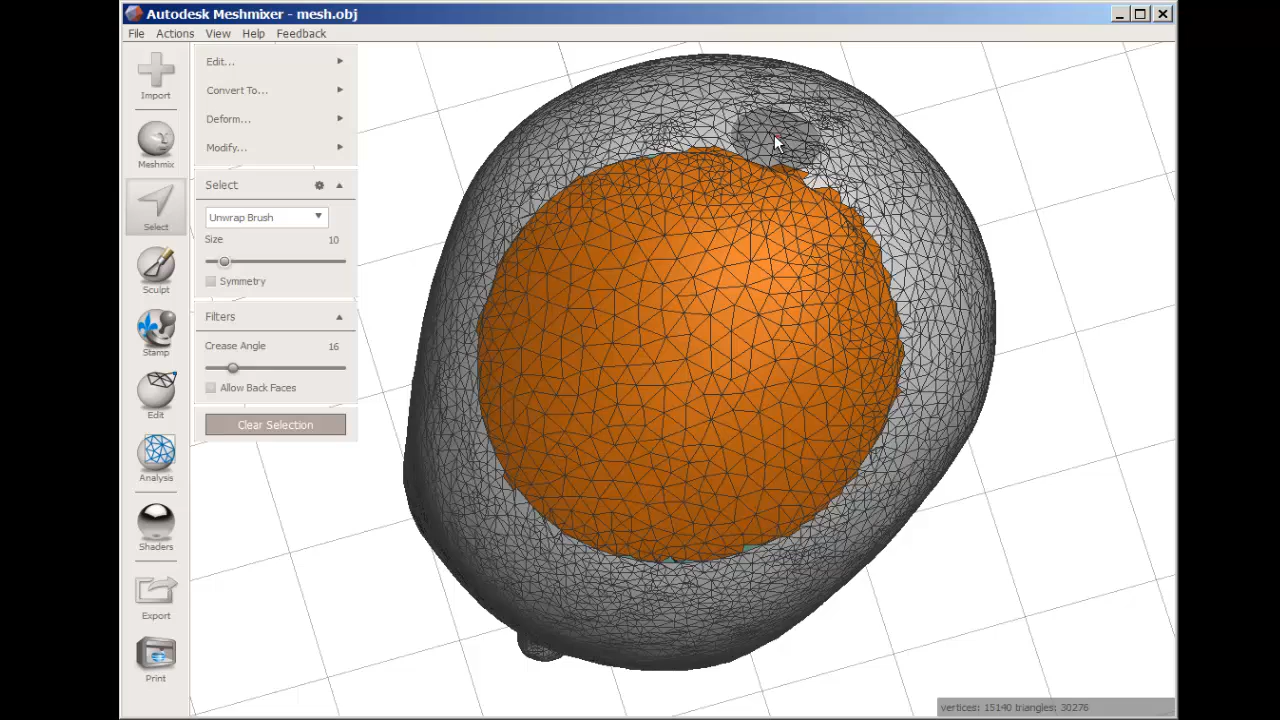 Autodesk Meshmixer - mesh.obj
File Actions View Help Feedback
Import
Meshmix
Select
Sculpt
Stamp
Edit
Analysis
Shaders
Export
Print
Edit...
Convert To...
Deform...
Modify...
Select
Unwrap Brush
Size 10
Symmetry
Filters
Crease Angle 16
Allow Back Faces
Clear Selection
vertices: 15140 triangles: 30276